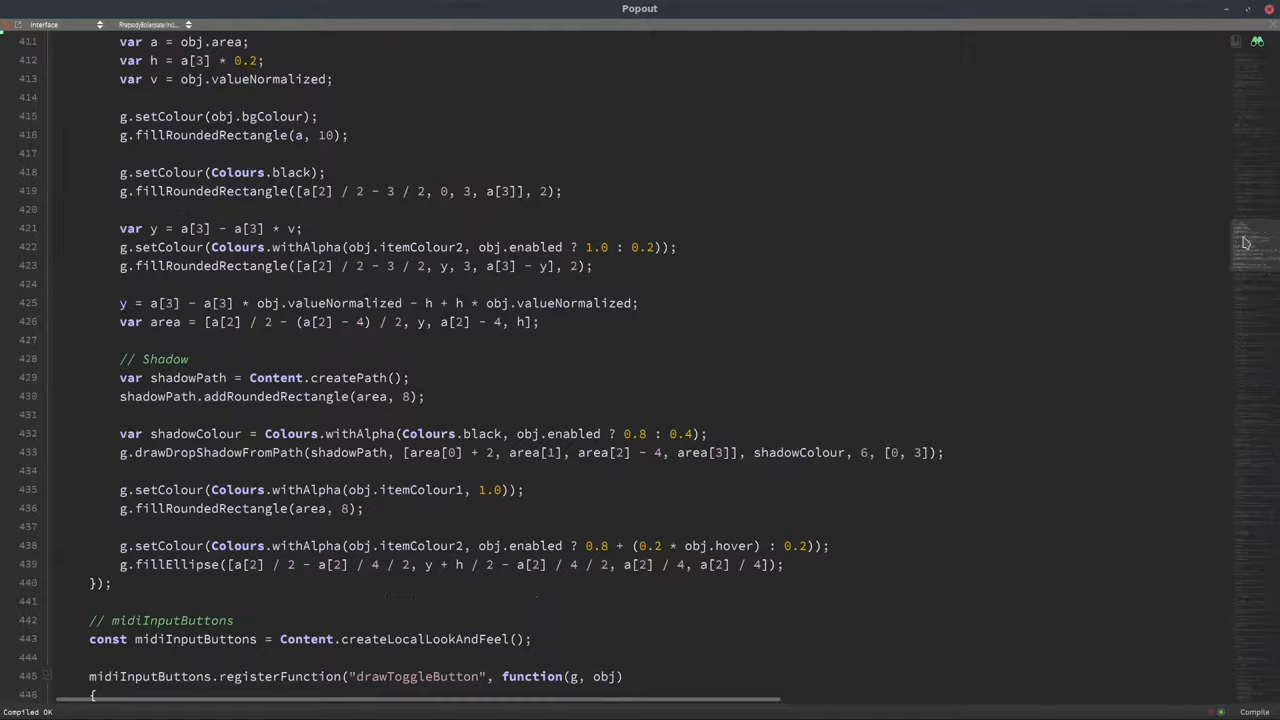 Popout
Interface
RhapsodyBoilerplate/incl...
411 var a = obj.area;
412 var h = a[3] * 0.2;
413 var v = obj.valueNormalized;
414
415 g.setColour(obj.bgColour);
416 g.fillRoundedRectangle(a, 10);
417
418 g.setColour(Colours.black);
419 g.fillRoundedRectangle([a[2] / 2 - 3 / 2, 0, 3, a[3]], 2);
420
421 var y = a[3] - a[3] * v;
422 g.setColour(Colours.withAlpha(obj.itemColour2, obj.enabled ? 1.0 : 0.2));
423 g.fillRoundedRectangle([a[2] / 2 - 3 / 2, y, 3, a[3] - y], 2);
424
425 y = a[3] - a[3] * obj.valueNormalized - h + h * obj.valueNormalized;
426 var area = [a[2] / 2 - (a[2] - 4) / 2, y, a[2] - 4, h];
427
428 // Shadow
429 var shadowPath = Content.createPath();
430 shadowPath.addRoundedRectangle(area, 8);
431
432 var shadowColour = Colours.withAlpha(Colours.black, obj.enabled ? 0.8 : 0.4);
433 g.drawDropShadowFromPath(shadowPath, [area[0] + 2, area[1], area[2] - 4, area[3]], shadowColour, 6, [0, 3]);
434
435 g.setColour(Colours.withAlpha(obj.itemColour1, 1.0));
436 g.fillRoundedRectangle(area, 8);
437
438 g.setColour(Colours.withAlpha(obj.itemColour2, obj.enabled ? 0.8 + (0.2 * obj.hover) : 0.2));
439 g.fillEllipse([a[2] / 2 - a[2] / 4 / 2, y + h / 2 - a[2] / 4 / 2, a[2] / 4, a[2] / 4]);
440 });
441
442 // midiInputButtons
443 const midiInputButtons = Content.createLocalLookAndFeel();
444
445 midiInputButtons.registerFunction("drawToggleButton", function(g, obj)
446 {
Compiled OK
Compile